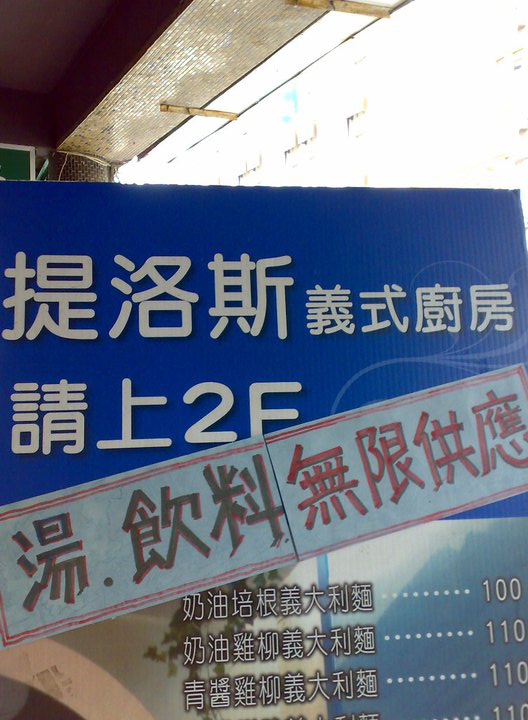 提洛斯 義式廚房
請上2F
湯.飲料 無限供應
奶油培根義大利麵 ········· 100
奶油雞柳義大利麵 ········· 110
青醬雞柳義大利麵 ········· 110